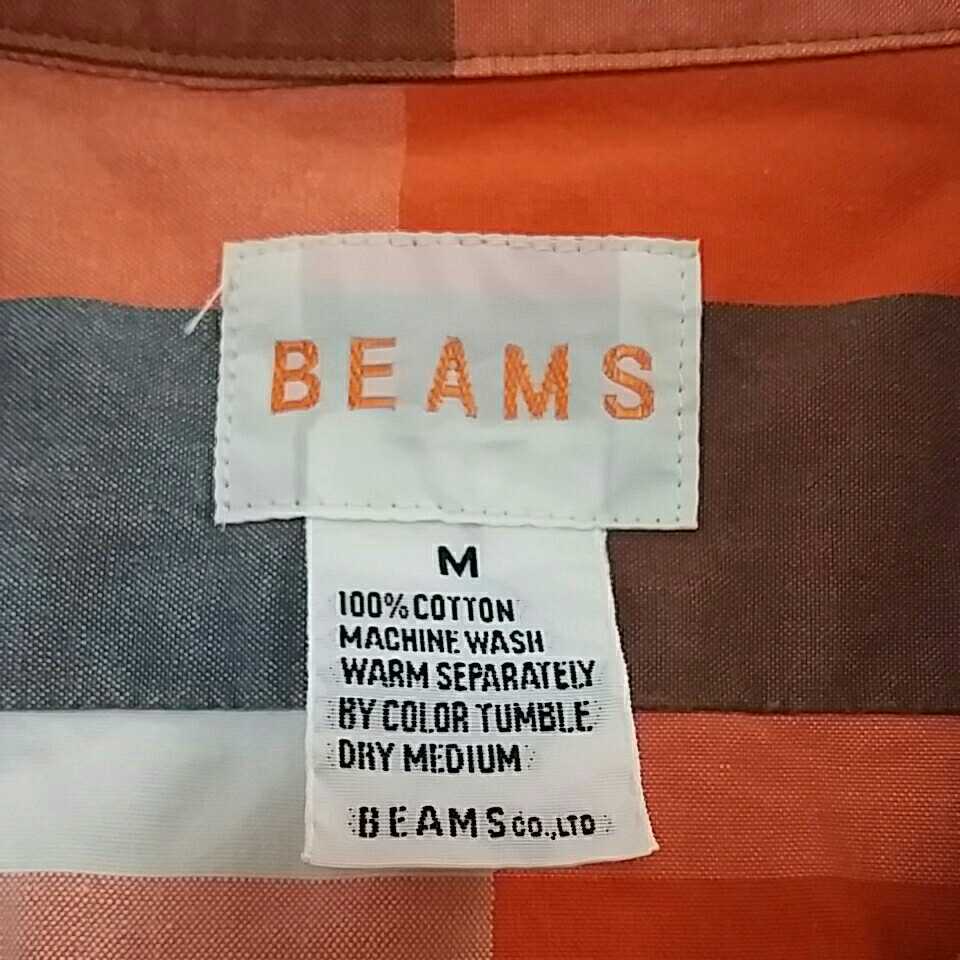 BEAMS
M
100% COTTON
MACHINE WASH
WARM SEPARATELY
BY COLOR TUMBLE
DRY MEDIUM
BEAMS CO.,LTD